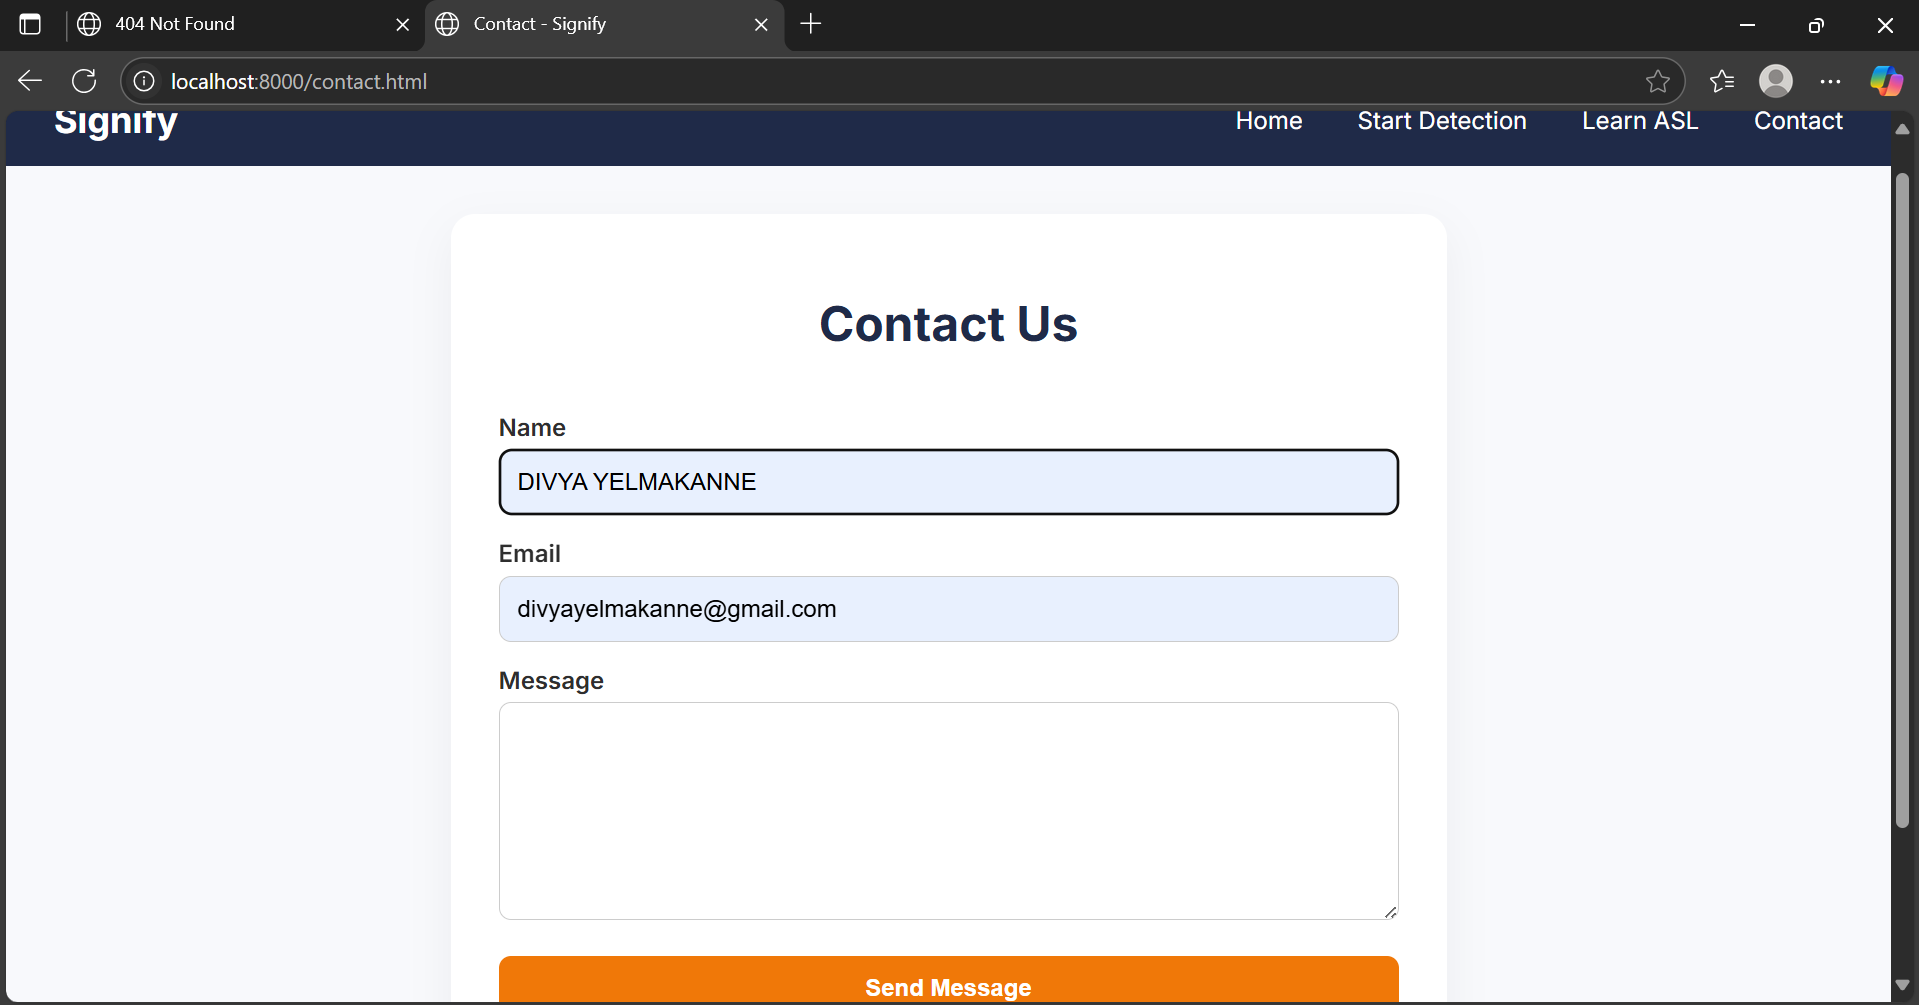 404 Not Found
Contact - Signify
localhost:8000/contact.html
Signify
Home
Start Detection
Learn ASL
Contact
Contact Us
Name
DIVYA YELMAKANNE
Email
divyayelmakanne@gmail.com
Message
Send Message